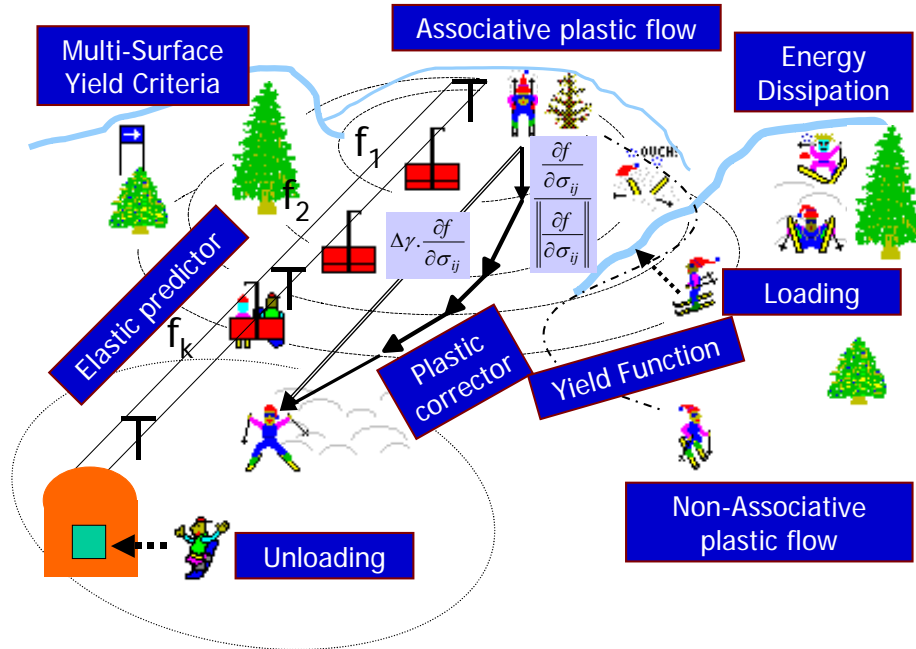 Associative plastic flow
Multi-Surface
Yield Criteria
Energy
Dissipation
f1
f2
fk
OUCH!
∂f
∂σij
‖∂f
∂σij‖
Δγ. ∂f
∂σij
Elastic predictor
Plastic
corrector
Yield Function
Loading
Non-Associative
plastic flow
Unloading